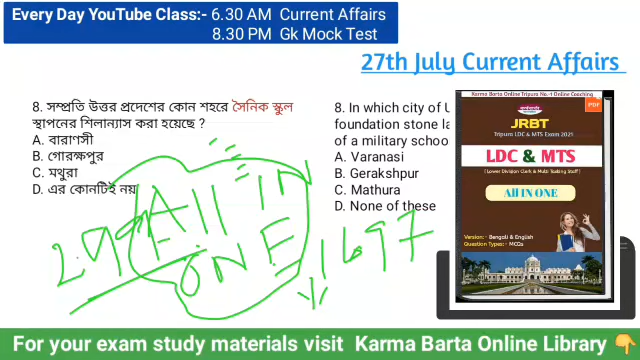 Every Day YouTube Class:- 6.30 AM Current Affairs
8.30 PM Gk Mock Test
27th July Current Affairs
8. সম্প্রতি উত্তর প্রদেশের কোন শহরে সৈনিক স্কুল
স্থাপনের শিলান্যাস করা হয়েছে ?
A. বারাণসী
B. গোরক্ষপুর
C. মথুরা
D. এর কোনটিই নয়
8. In which city of U
foundation stone la
of a military schoo
A. Varanasi
B. Gerakshpur
C. Mathura
D. None of these
Karma Barta Online Tripura No.-1 Online Coaching
PDF
JRBT
Tripura LDC & MTS Exam 2021
LDC & MTS
(Lower Division Clerk & Multi Tasking Staff)
All IN ONE
Version:- Bengali & English
Question Types:- MCQs
All IN
ONE
For your exam study materials visit Karma Barta Online Library 👇